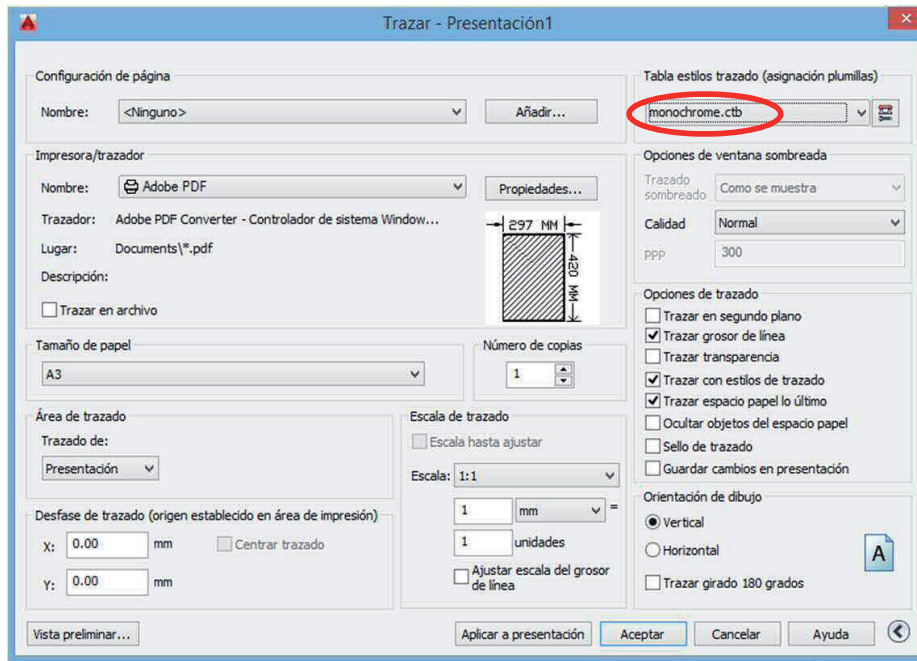 Trazar - Presentación1
Configuración de página
Nombre: <Ninguno> Añadir...
Tabla estilos trazado (asignación plumillas)
monochrome.ctb
Impresora/trazador
Nombre: Adobe PDF Propiedades...
Trazador: Adobe PDF Converter - Controlador de sistema Window...
Lugar: Documents\*.pdf
Descripción:
Trazar en archivo
297 MM
420 MM
Opciones de ventana sombreada
Trazado
sombreado Como se muestra
Calidad Normal
PPP 300
Tamaño de papel
A3
Número de copias
1
Opciones de trazado
Trazar en segundo plano
Trazar grosor de línea
Trazar transparencia
Trazar con estilos de trazado
Trazar espacio papel lo último
Ocultar objetos del espacio papel
Sello de trazado
Guardar cambios en presentación
Área de trazado
Trazado de:
Presentación
Escala de trazado
Escala hasta ajustar
Escala: 1:1
1 mm =
1 unidades
Ajustar escala del grosor
de línea
Desfase de trazado (origen establecido en área de impresión)
X: 0.00 mm Centrar trazado
Y: 0.00 mm
Orientación de dibujo
Vertical
Horizontal
Trazar girado 180 grados
A
Vista preliminar... Aplicar a presentación Aceptar Cancelar Ayuda